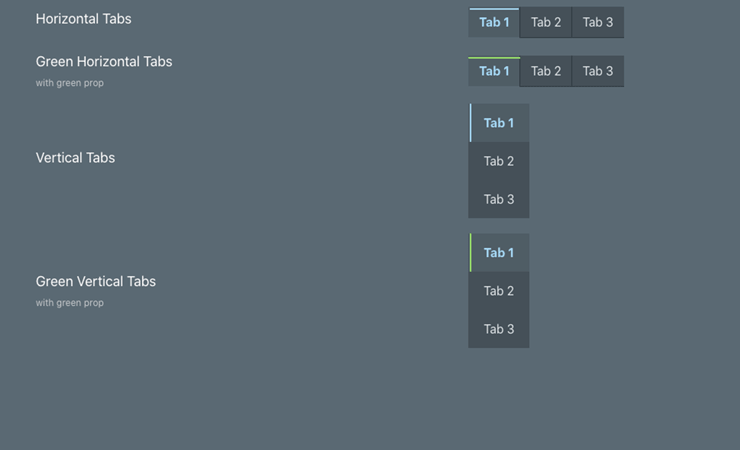 Horizontal Tabs
Tab 1 Tab 2 Tab 3
Green Horizontal Tabs
with green prop
Tab 1 Tab 2 Tab 3
Vertical Tabs
Tab 1
Tab 2
Tab 3
Green Vertical Tabs
with green prop
Tab 1
Tab 2
Tab 3